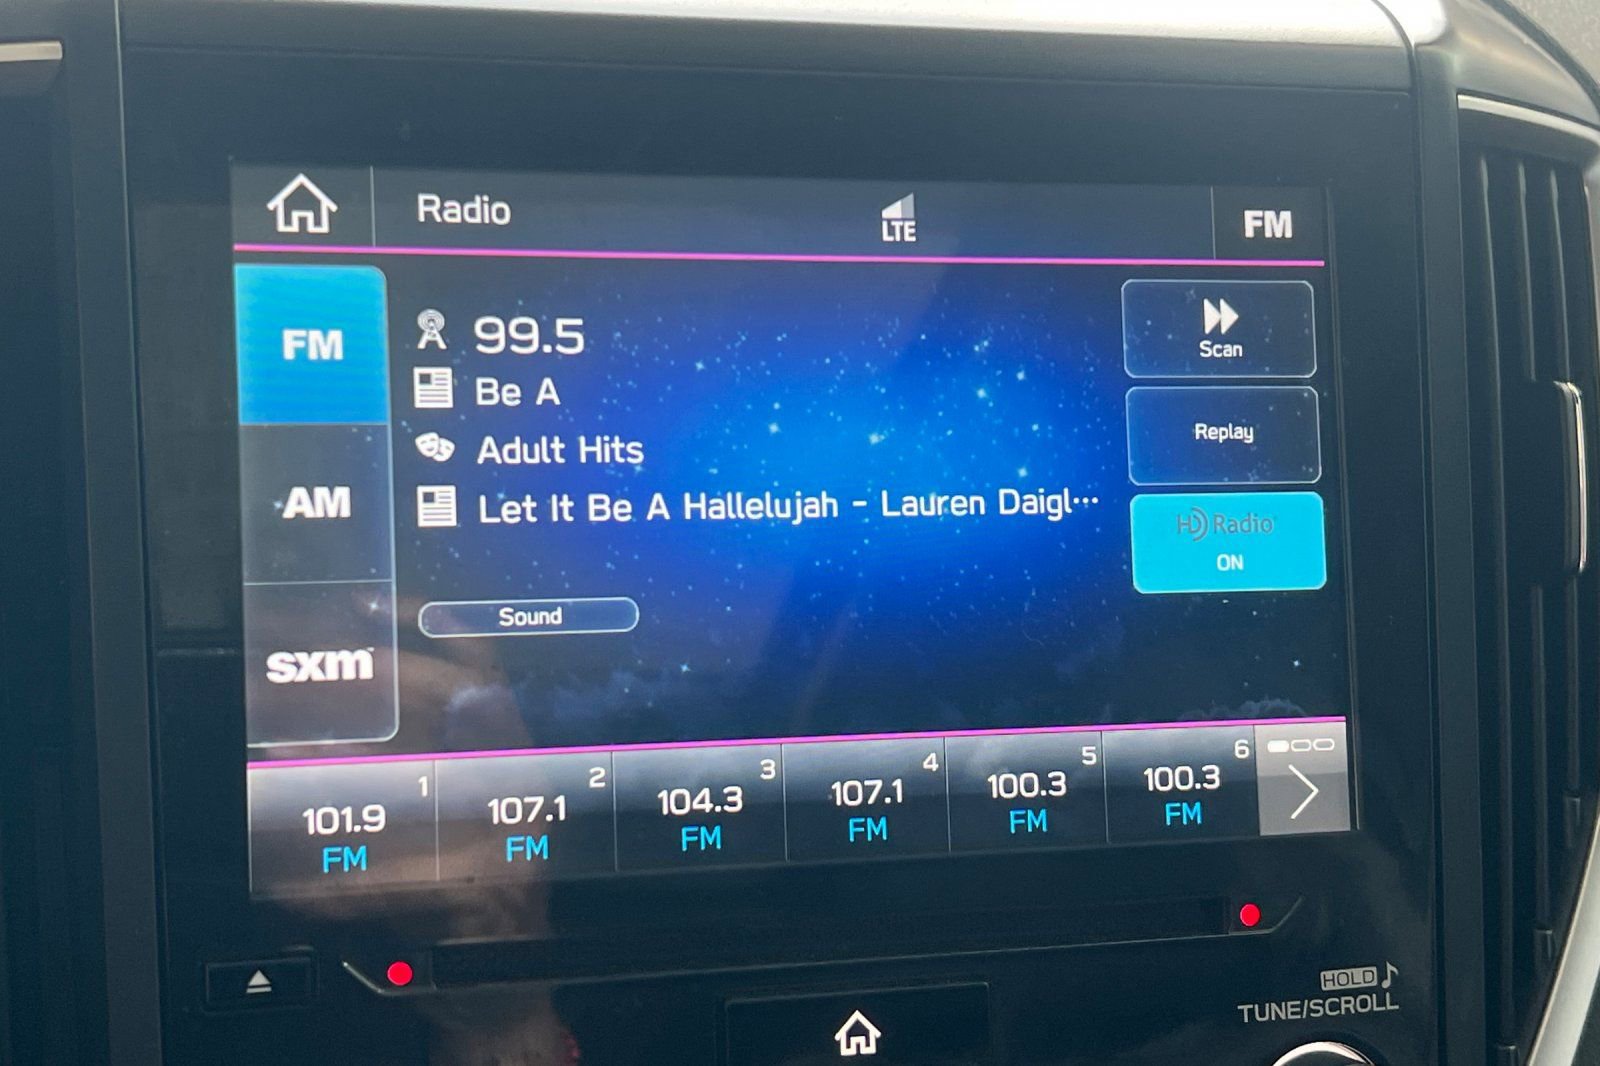 Radio
LTE
FM
FM
AM
sxm
99.5
Be A
Adult Hits
Let It Be A Hallelujah - Lauren Daigl...
Sound
Scan
Replay
HD Radio
ON
1
101.9
FM
2
107.1
FM
3
104.3
FM
4
107.1
FM
5
100.3
FM
6
100.3
FM
HOLD
TUNE/SCROLL